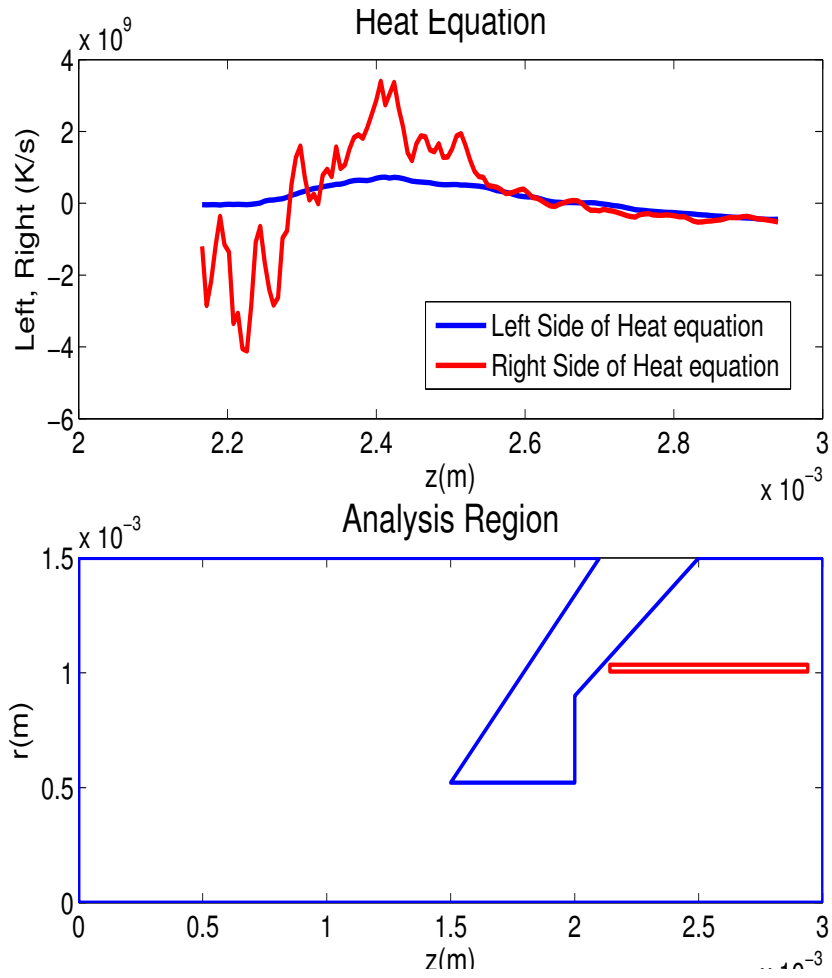 Heat Equation
x 10⁹
4
2
0
−2
−4
−6
Left, Right (K/s)
Left Side of Heat equation
Right Side of Heat equation
2 2.2 2.4 2.6 2.8 3
z(m)
x 10⁻³
Analysis Region
x 10⁻³
1.5
1
0.5
0
r(m)
0 0.5 1 1.5 2 2.5 3
z(m)
x 10⁻³